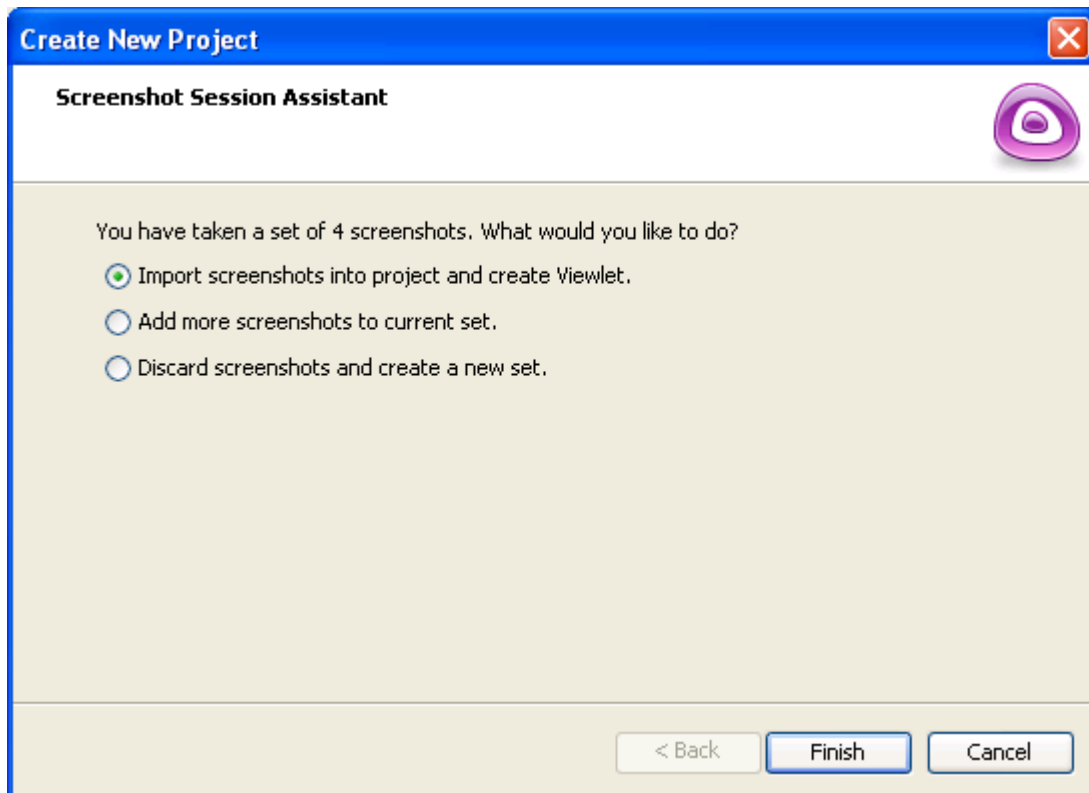 Create New Project
Screenshot Session Assistant
You have taken a set of 4 screenshots. What would you like to do?
Import screenshots into project and create Viewlet.
Add more screenshots to current set.
Discard screenshots and create a new set.
< Back Finish Cancel